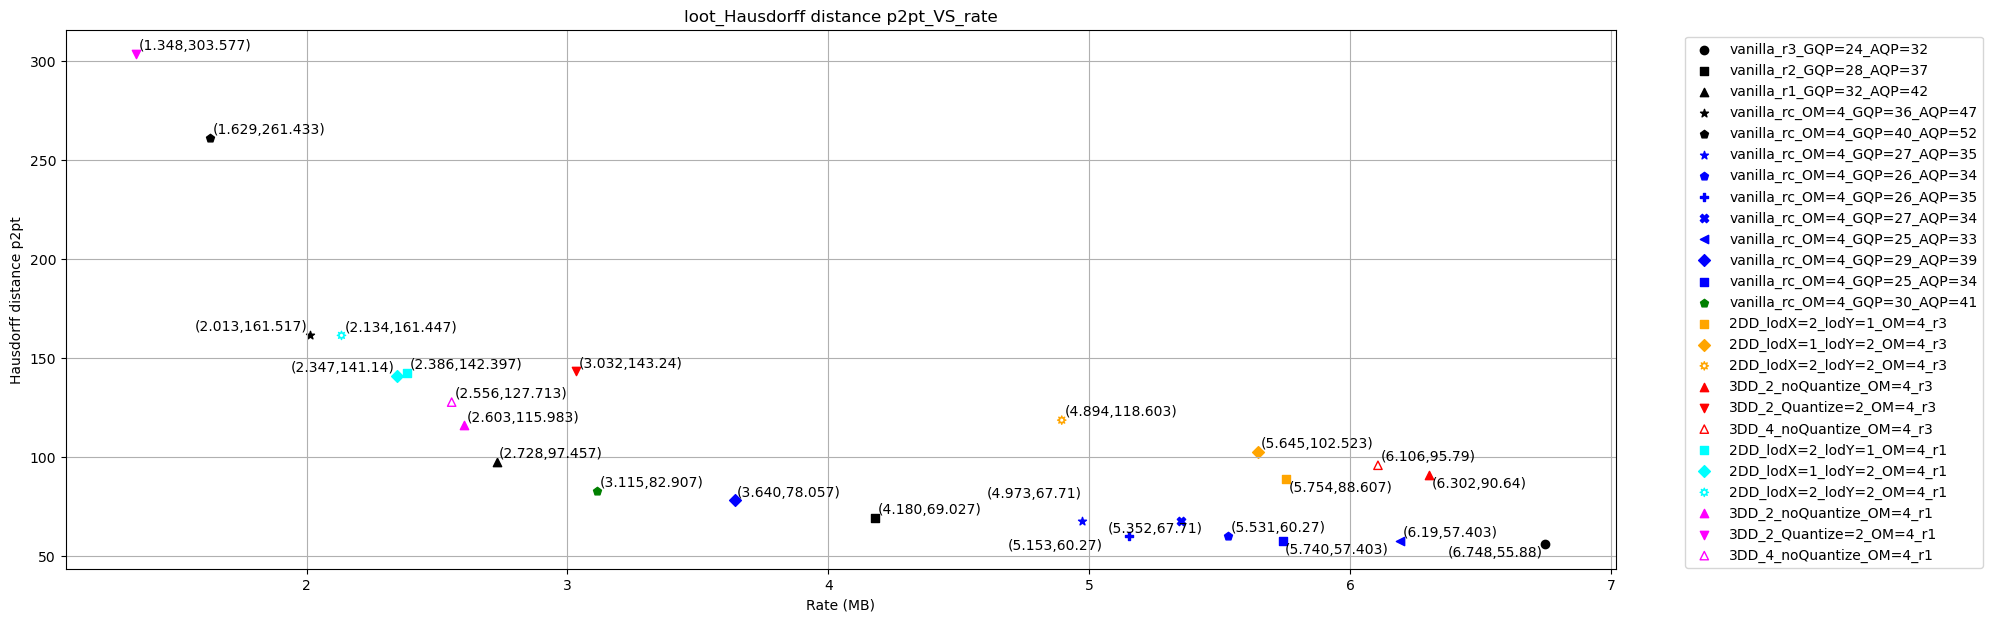 loot_Hausdorff distance p2pt_VS_rate
Hausdorff distance p2pt
300
250
200
150
100
50
(1.348,303.577)
(1.629,261.433)
(2.013,161.517)
(2.134,161.447)
(2.347,141.14)
(2.386,142.397)
(3.032,143.24)
(2.556,127.713)
(2.603,115.983)
(4.894,118.603)
(2.728,97.457)
(5.645,102.523)
(6.106,95.79)
(3.115,82.907)
(3.640,78.057)
(4.973,67.71)
(5.754,88.607)
(6.302,90.64)
(4.180,69.027)
(5.352,67.71)
(5.531,60.27)
(6.19,57.403)
(5.153,60.27)
(5.740,57.403)
(6.748,55.88)
2
3
4
5
6
7
Rate (MB)
vanilla_r3_GQP=24_AQP=32
vanilla_r2_GQP=28_AQP=37
vanilla_r1_GQP=32_AQP=42
vanilla_rc_OM=4_GQP=36_AQP=47
vanilla_rc_OM=4_GQP=40_AQP=52
vanilla_rc_OM=4_GQP=27_AQP=35
vanilla_rc_OM=4_GQP=26_AQP=34
vanilla_rc_OM=4_GQP=26_AQP=35
vanilla_rc_OM=4_GQP=27_AQP=34
vanilla_rc_OM=4_GQP=25_AQP=33
vanilla_rc_OM=4_GQP=29_AQP=39
vanilla_rc_OM=4_GQP=25_AQP=34
vanilla_rc_OM=4_GQP=30_AQP=41
2DD_lodX=2_lodY=1_OM=4_r3
2DD_lodX=1_lodY=2_OM=4_r3
2DD_lodX=2_lodY=2_OM=4_r3
3DD_2_noQuantize_OM=4_r3
3DD_2_Quantize=2_OM=4_r3
3DD_4_noQuantize_OM=4_r3
2DD_lodX=2_lodY=1_OM=4_r1
2DD_lodX=1_lodY=2_OM=4_r1
2DD_lodX=2_lodY=2_OM=4_r1
3DD_2_noQuantize_OM=4_r1
3DD_2_Quantize=2_OM=4_r1
3DD_4_noQuantize_OM=4_r1